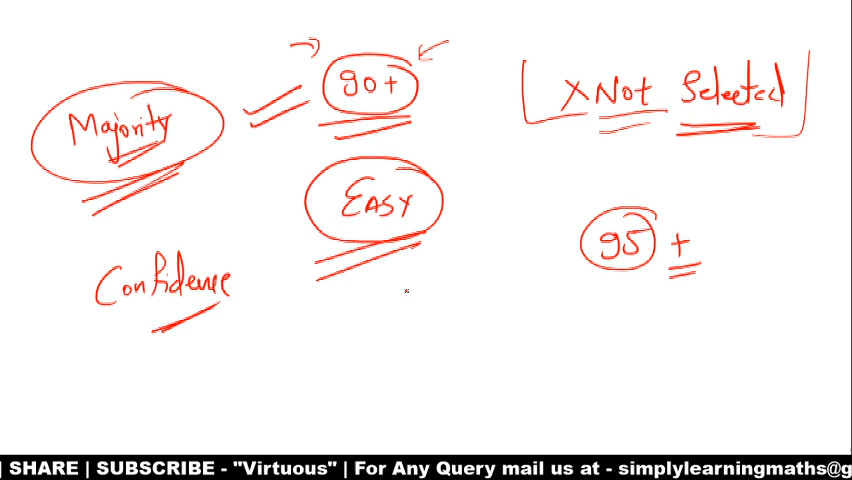 Majority
90+
X Not Selected
EASY
95 +
Confidence
| SHARE | SUBSCRIBE - "Virtuous" | For Any Query mail us at - simplylearningmaths@g